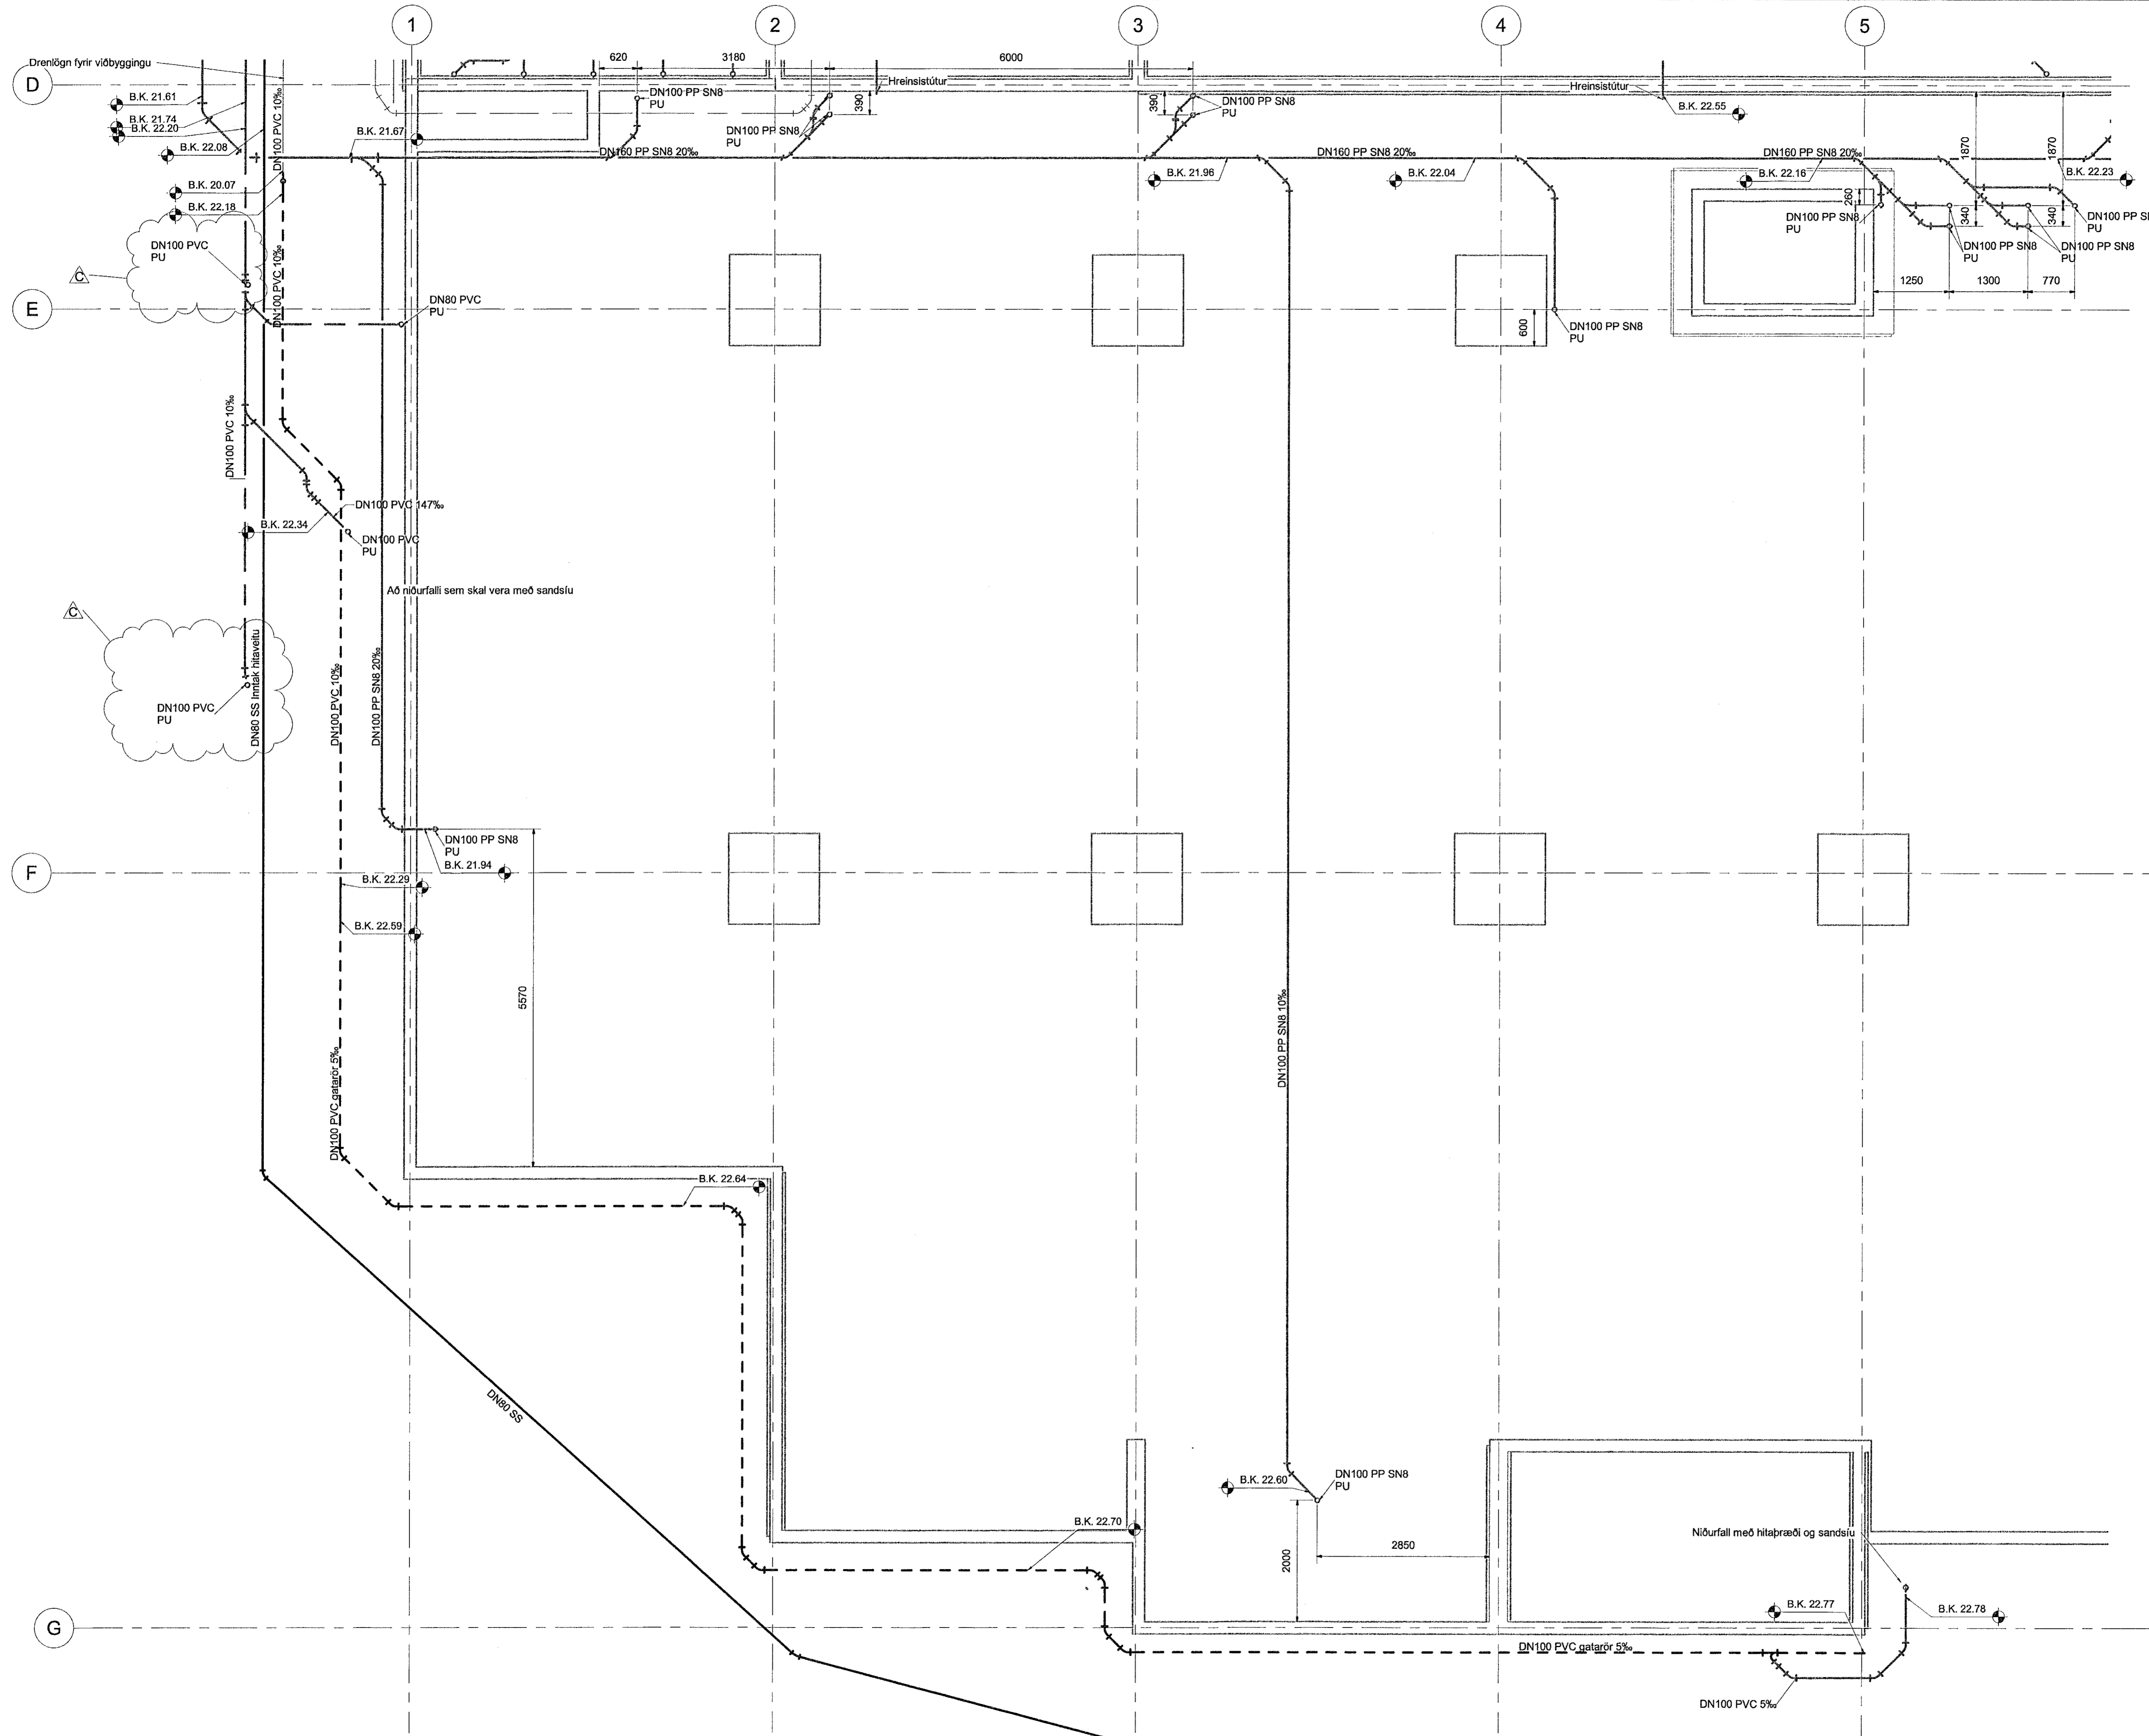 1
2
3
4
5
D
E
F
G
Drenlögn fyrir viðbyggingu
620
3180
6000
Hreinsistútur
Hreinsistútur
B.K. 21.61
B.K. 21.74
B.K. 22.20
B.K. 22.08
B.K. 20.07
B.K. 22.18
DN100 PVC 10‰
B.K. 21.67
DN100 PP SN8
PU
DN100 PP SN8
PU
390
DN160 PP SN8 20‰
390
DN100 PP SN8
PU
B.K. 21.96
DN160 PP SN8 20‰
B.K. 22.04
B.K. 22.55
DN160 PP SN8 20‰
B.K. 22.16
1870
1870
B.K. 22.23
260
340
340
DN100 PP SN8
PU
DN100 PP SN8
PU
DN100 PP SN8
PU
PU
1250
1300
770
DN100 PVC
PU
C
DN100 PVC 10‰
DN80 PVC
PU
600
DN100 PP SN8
PU
DN100 PVC 10‰
DN100 PVC 147‰
B.K. 22.34
DN100 PVC
PU
Að niðurfalli sem skal vera með sandsíu
C
DN100 PVC
PU
DN80 SS Inntak hitaveitu
DN100 PVC 10‰
DN100 PP SN8 20‰
DN100 PP SN8
PU
B.K. 21.94
B.K. 22.29
B.K. 22.59
5570
DN100 PVC gatarör 5‰
DN100 PP SN8 10‰
B.K. 22.64
DN80 SS
B.K. 22.60
DN100 PP SN8
PU
B.K. 22.70
2000
2850
Niðurfall með hitaþræði og sandsíu
B.K. 22.77
B.K. 22.78
DN100 PVC gatarör 5‰
DN100 PVC 5‰